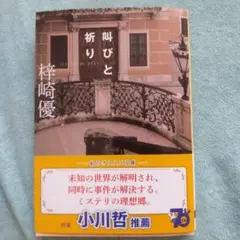 叫びと
祈り
梓崎優
未知の世界が解明され、
同時に事件が解決する。
ミステリの理想郷。
作家 小川哲 推薦